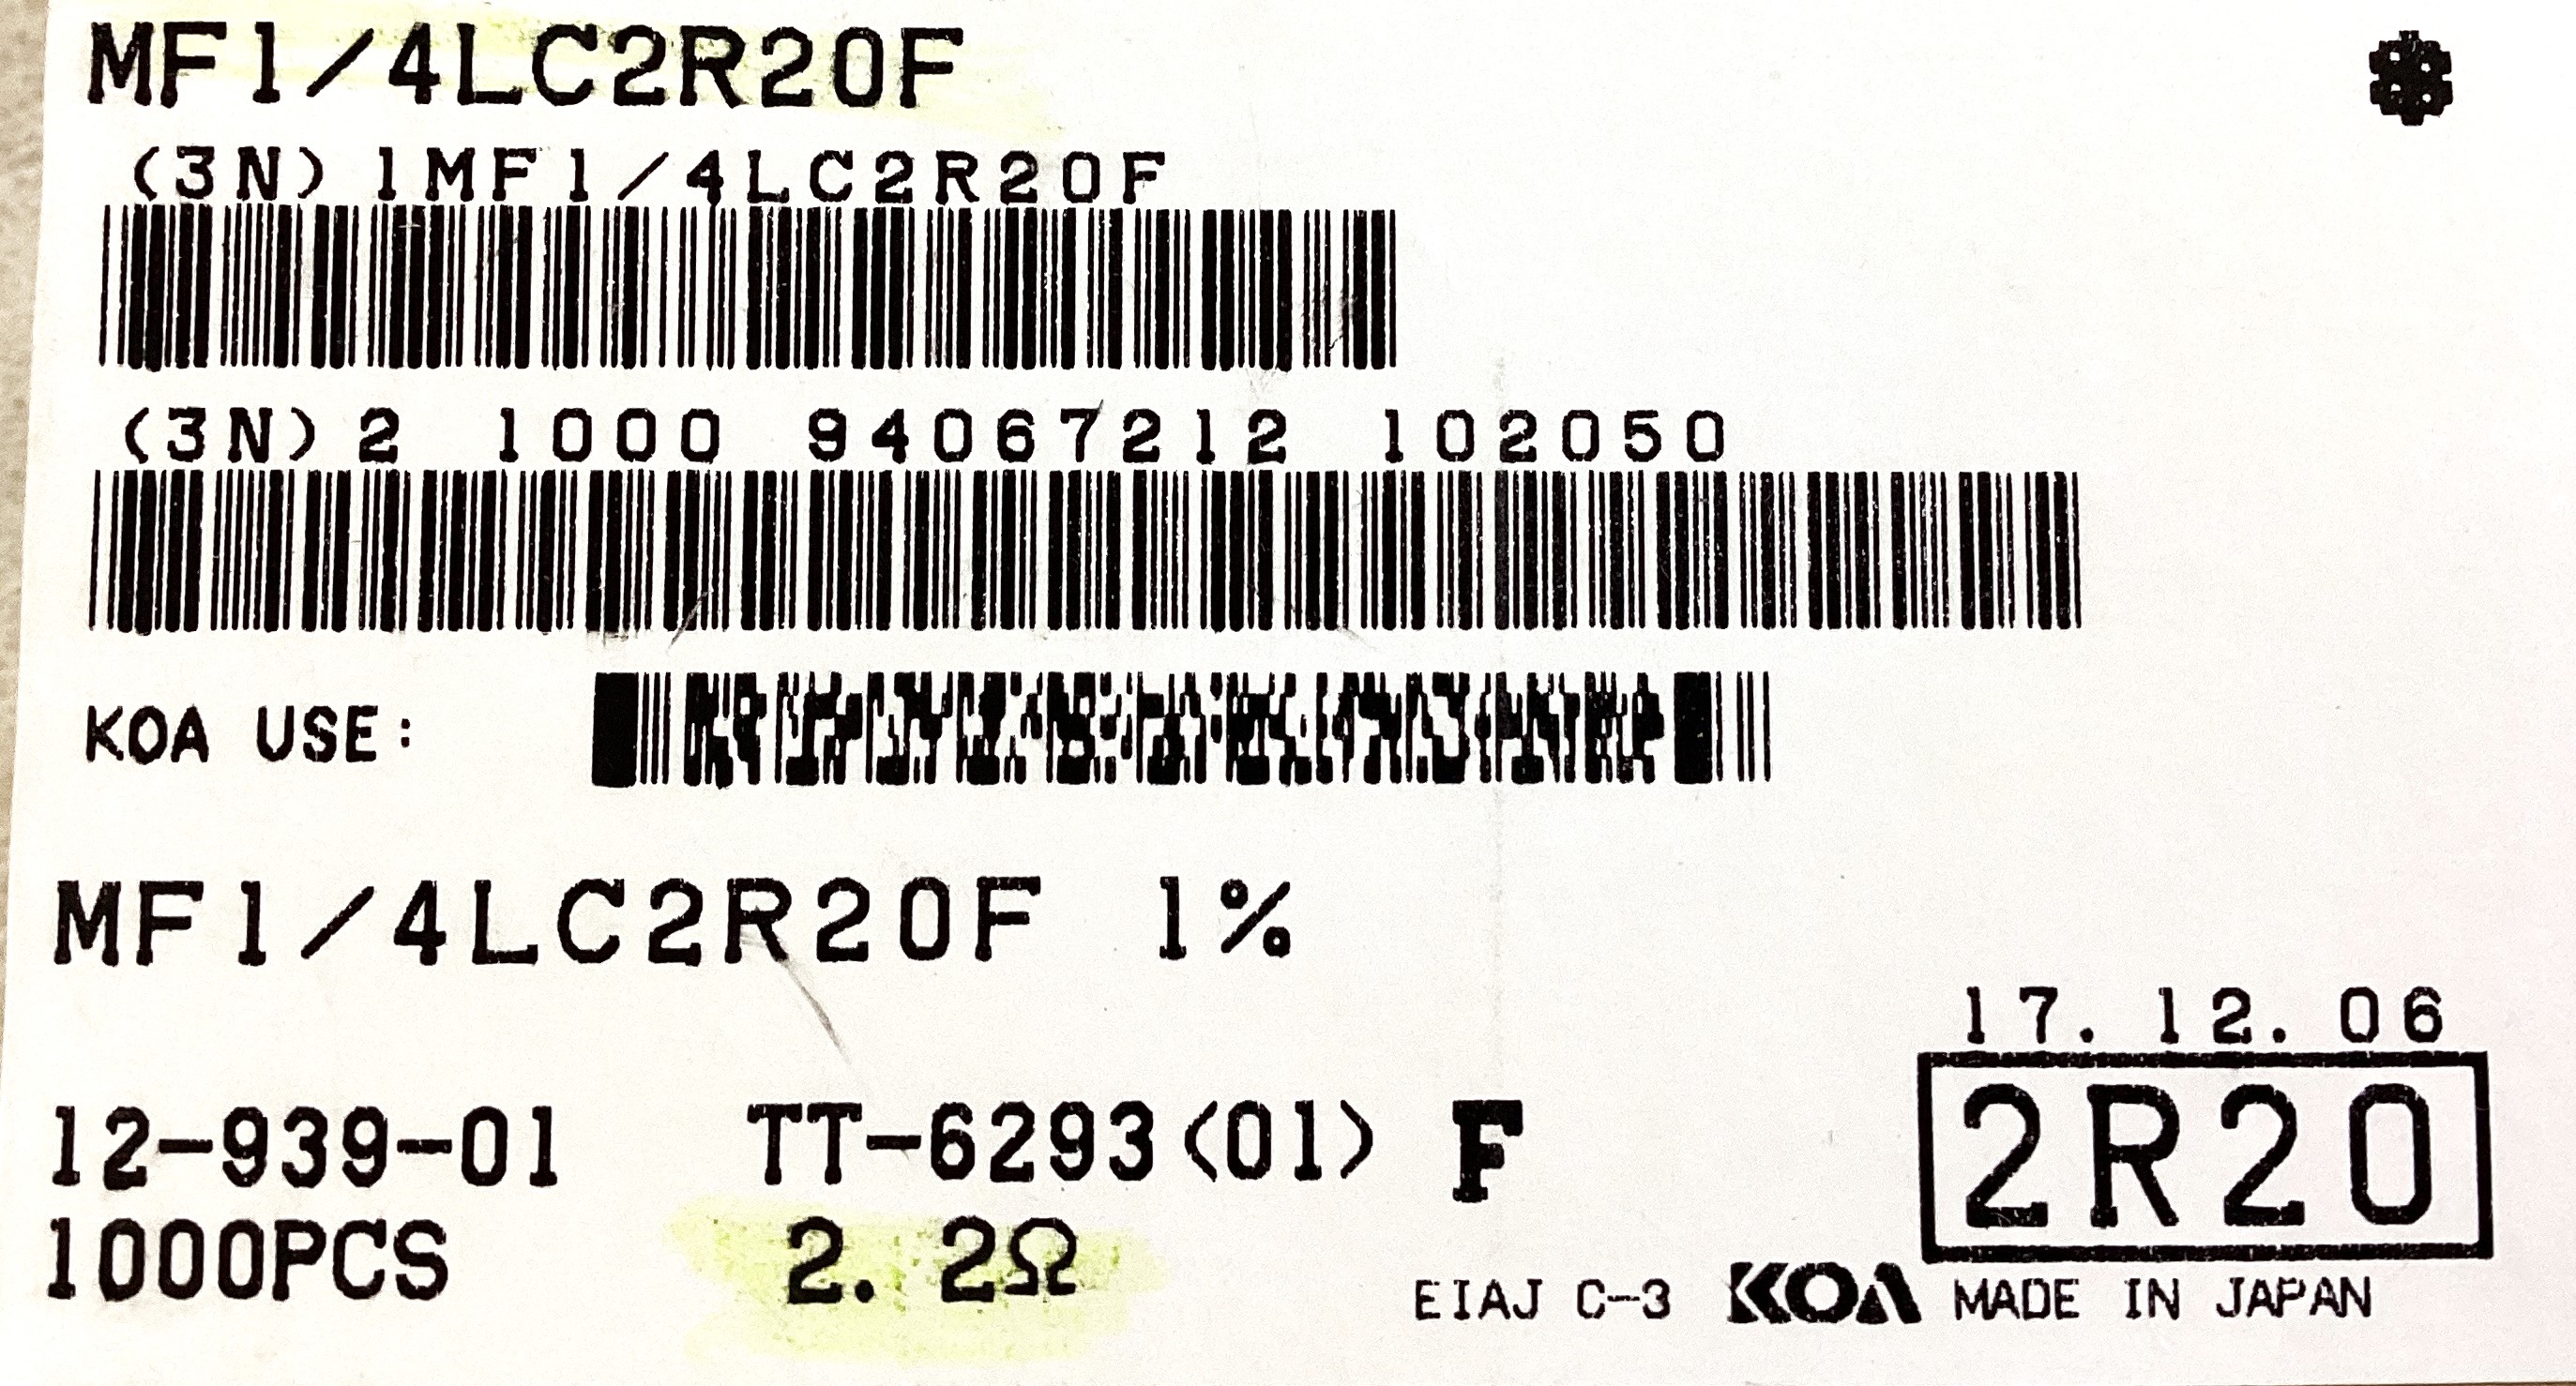 MF1/4LC2R20F
(3N)1MF1/4LC2R20F
(3N)2 1000 94067212 102050
KOA USE:
MF1/4LC2R20F 1%
17.12.06
2R20
12-939-01 TT-6293(01) F
1000PCS 2.2Ω
EIAJ C-3 KOA MADE IN JAPAN